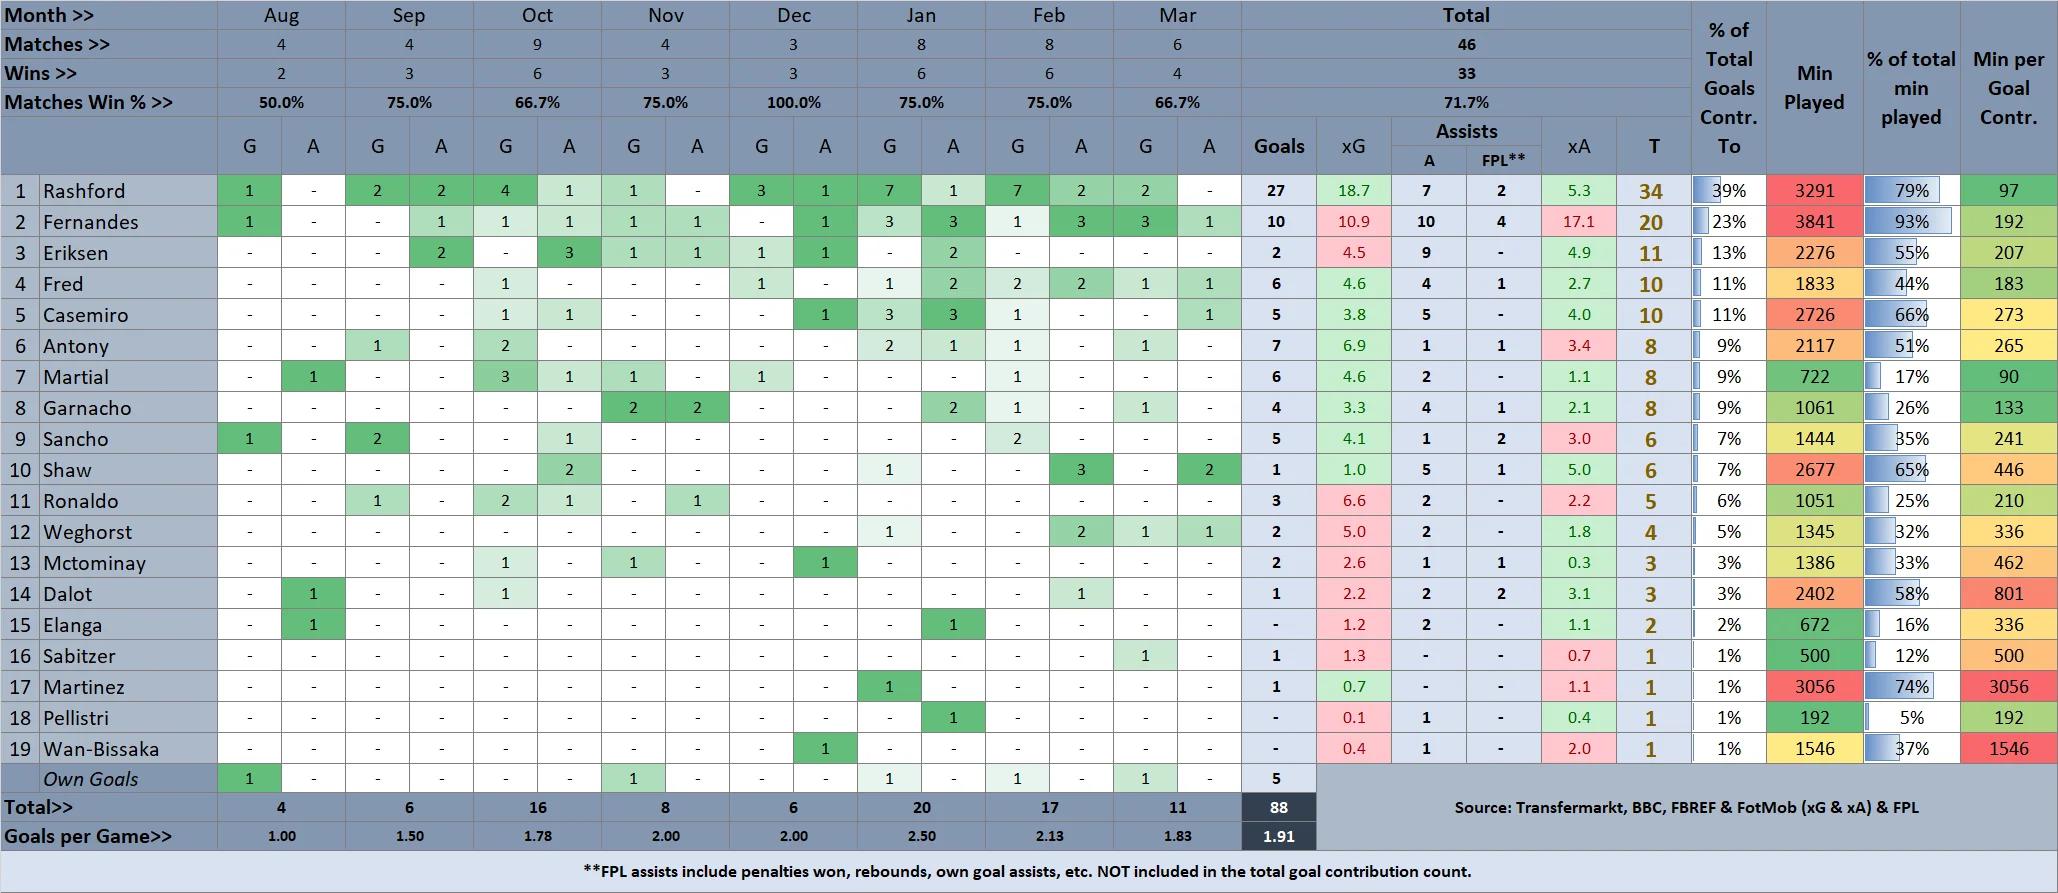 Month >> Aug Sep Oct Nov Dec Jan Feb Mar Total % of Total Goals Contr. To Min Played % of total min played Min per Goal Contr.
Matches >> 4 4 9 4 3 8 8 6 46
Wins >> 2 3 6 3 3 6 6 4 33
Matches Win % >> 50.0% 75.0% 66.7% 75.0% 100.0% 75.0% 75.0% 66.7% 71.7%
G A G A G A G A G A G A G A G A Goals xG Assists A FPL** xA T
1 Rashford 1 - 2 2 4 1 1 - 3 1 7 1 7 2 2 - 27 18.7 7 2 5.3 34 39% 3291 79% 97
2 Fernandes 1 - - 1 1 1 1 1 - 1 3 3 1 3 3 1 10 10.9 10 4 17.1 20 23% 3841 93% 192
3 Eriksen - - - 2 - 3 1 1 1 1 - 2 - - - - 2 4.5 9 - 4.9 11 13% 2276 55% 207
4 Fred - - - - 1 - - - 1 - 1 2 2 2 1 1 6 4.6 4 1 2.7 10 11% 1833 44% 183
5 Casemiro - - - - 1 1 - - - 1 3 3 1 - - 1 5 3.8 5 - 4.0 10 11% 2726 66% 273
6 Antony - - 1 - 2 - - - - - 2 1 1 - 1 - 7 6.9 1 1 3.4 8 9% 2117 51% 265
7 Martial - 1 - - 3 1 1 - 1 - - - 1 - - - 6 4.6 2 - 1.1 8 9% 722 17% 90
8 Garnacho - - - - - - 2 2 - - - 2 1 - 1 - 4 3.3 4 1 2.1 8 9% 1061 26% 133
9 Sancho 1 - 2 - - 1 - - - - - - 2 - - - 5 4.1 1 2 3.0 6 7% 1444 35% 241
10 Shaw - - - - - 2 - - - - 1 - - 3 - 2 1 1.0 5 1 5.0 6 7% 2677 65% 446
11 Ronaldo - - 1 - 2 1 - 1 - - - - - - - - 3 6.6 2 - 2.2 5 6% 1051 25% 210
12 Weghorst - - - - - - - - - - 1 - - 2 1 1 2 5.0 2 - 1.8 4 5% 1345 32% 336
13 Mctominay - - - - 1 - 1 - - 1 - - - - - - 2 2.6 1 1 0.3 3 3% 1386 33% 462
14 Dalot - 1 - - 1 - - - - - - - - 1 - - 1 2.2 2 2 3.1 3 3% 2402 58% 801
15 Elanga - 1 - - - - - - - - - 1 - - - - - 1.2 2 - 1.1 2 2% 672 16% 336
16 Sabitzer - - - - - - - - - - - - - - 1 - 1 1.3 - - 0.7 1 1% 500 12% 500
17 Martinez - - - - - - - - - - 1 - - - - - 1 0.7 - - 1.1 1 1% 3056 74% 3056
18 Pellistri - - - - - - - - - - - 1 - - - - - 0.1 1 - 0.4 1 1% 192 5% 192
19 Wan-Bissaka - - - - - - - - - 1 - - - - - - - 0.4 1 - 2.0 1 1% 1546 37% 1546
Own Goals 1 - - - - - 1 - - - 1 - 1 - 1 - 5
Total>> 4 6 16 8 6 20 17 11 88 Source: Transfermarkt, BBC, FBREF & FotMob (xG & xA) & FPL
Goals per Game>> 1.00 1.50 1.78 2.00 2.00 2.50 2.13 1.83 1.91
**FPL assists include penalties won, rebounds, own goal assists, etc. NOT included in the total goal contribution count.